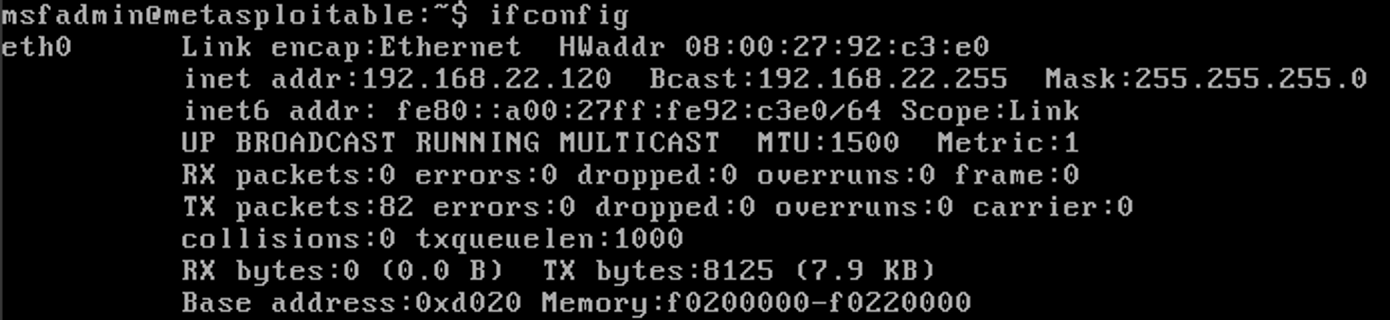 msfadmin@metasploitable:~$ ifconfig
eth0 Link encap:Ethernet HWaddr 08:00:27:92:c3:e0
inet addr:192.168.22.120 Bcast:192.168.22.255 Mask:255.255.255.0
inet6 addr: fe80::a00:27ff:fe92:c3e0/64 Scope:Link
UP BROADCAST RUNNING MULTICAST MTU:1500 Metric:1
RX packets:0 errors:0 dropped:0 overruns:0 frame:0
TX packets:82 errors:0 dropped:0 overruns:0 carrier:0
collisions:0 txqueuelen:1000
RX bytes:0 (0.0 B) TX bytes:8125 (7.9 KB)
Base address:0xd020 Memory:f0200000-f0220000